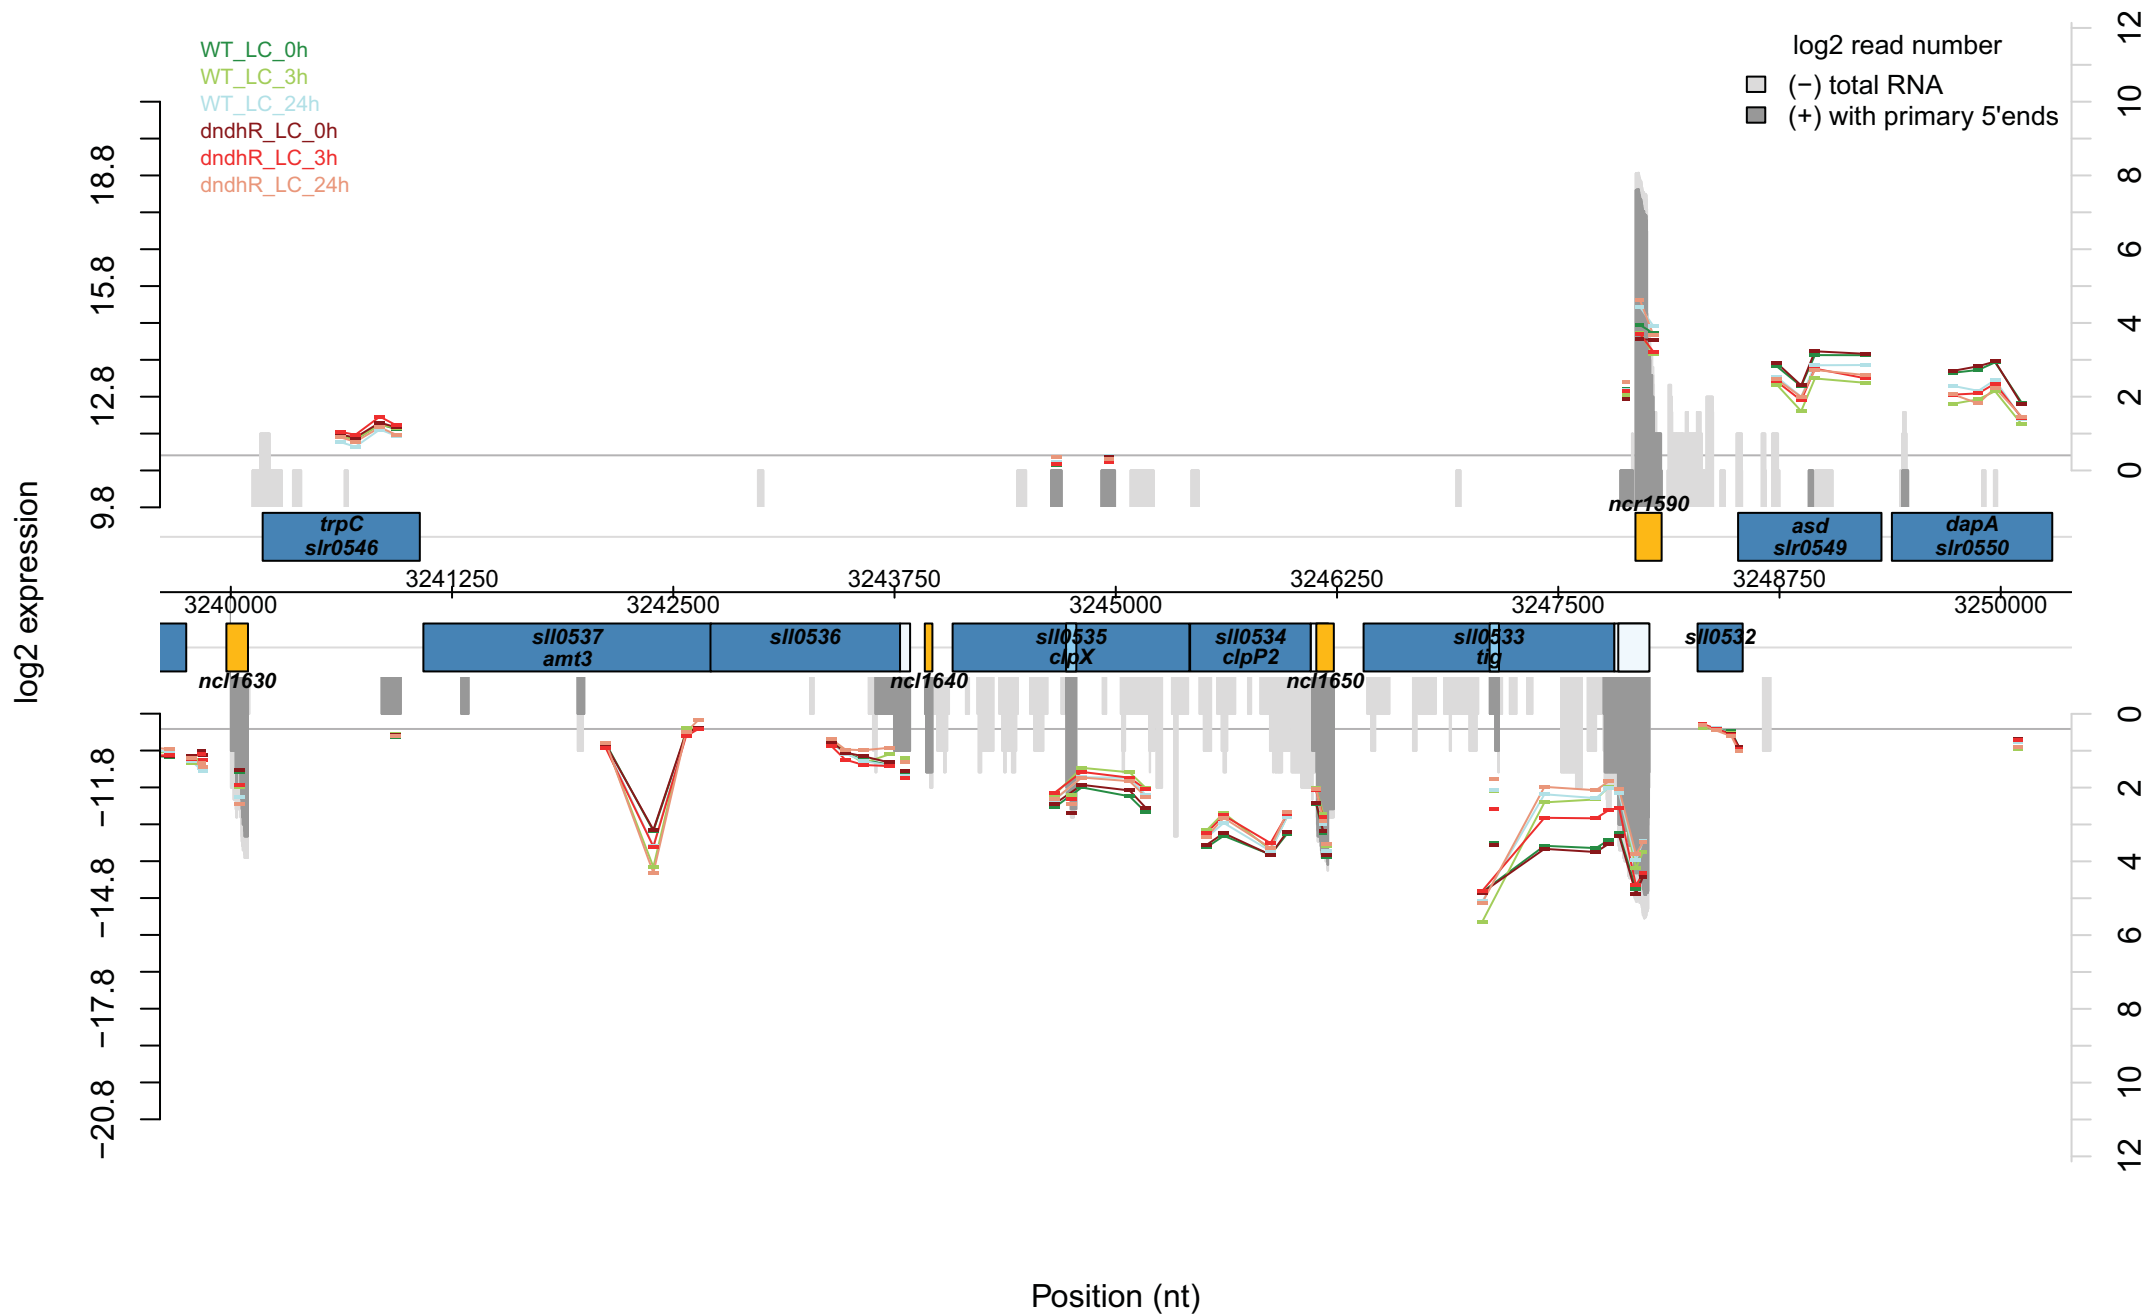 WT_LC_0h
WT_LC_3h
WT_LC_24h
dndhR_LC_0h
dndhR_LC_3h
dndhR_LC_24h
log2 read number
(−) total RNA
(+) with primary 5'ends
18.8
15.8
12.8
9.8
12
10
8
6
4
2
0
log2 expression
ncr1590
trpC
slr0546
asd
slr0549
dapA
slr0550
3241250
3243750
3246250
3248750
3240000
3242500
3245000
3247500
3250000
sll0537
amt3
sll0536
sll0535
clpX
sll0534
clpP2
sll0533
tig
sll0532
ncl1630
ncl1640
ncl1650
−11.8
−11.8
−14.8
−17.8
−20.8
0
2
4
6
8
10
12
Position (nt)